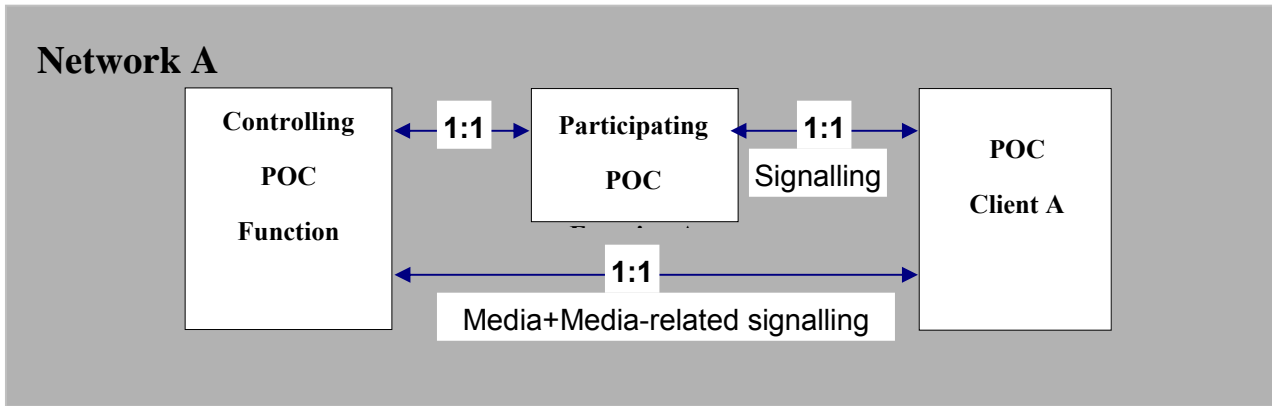 Network A
Controlling
POC
Function
1:1
Participating
POC
1:1
Signalling
POC
Client A
1:1
Media+Media-related signalling